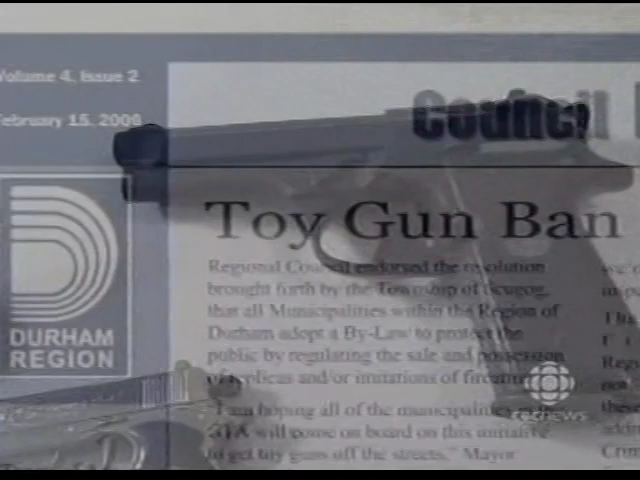 Volume 4, Issue 2
February 15, 2006
Council
DURHAM
REGION
Toy Gun Ban
Regional Council endorsed the resolution
brought forth by the Township of Scugog,
that all Municipalities within the Region of
Durham adopt a By-Law to protect the
public by regulating the sale and possession
of replicas and/or imitations of firearms
"I am hoping all of the municipalities
GTA will come on board on this initiative
to get toy guns off the streets," Mayor
cbcnews